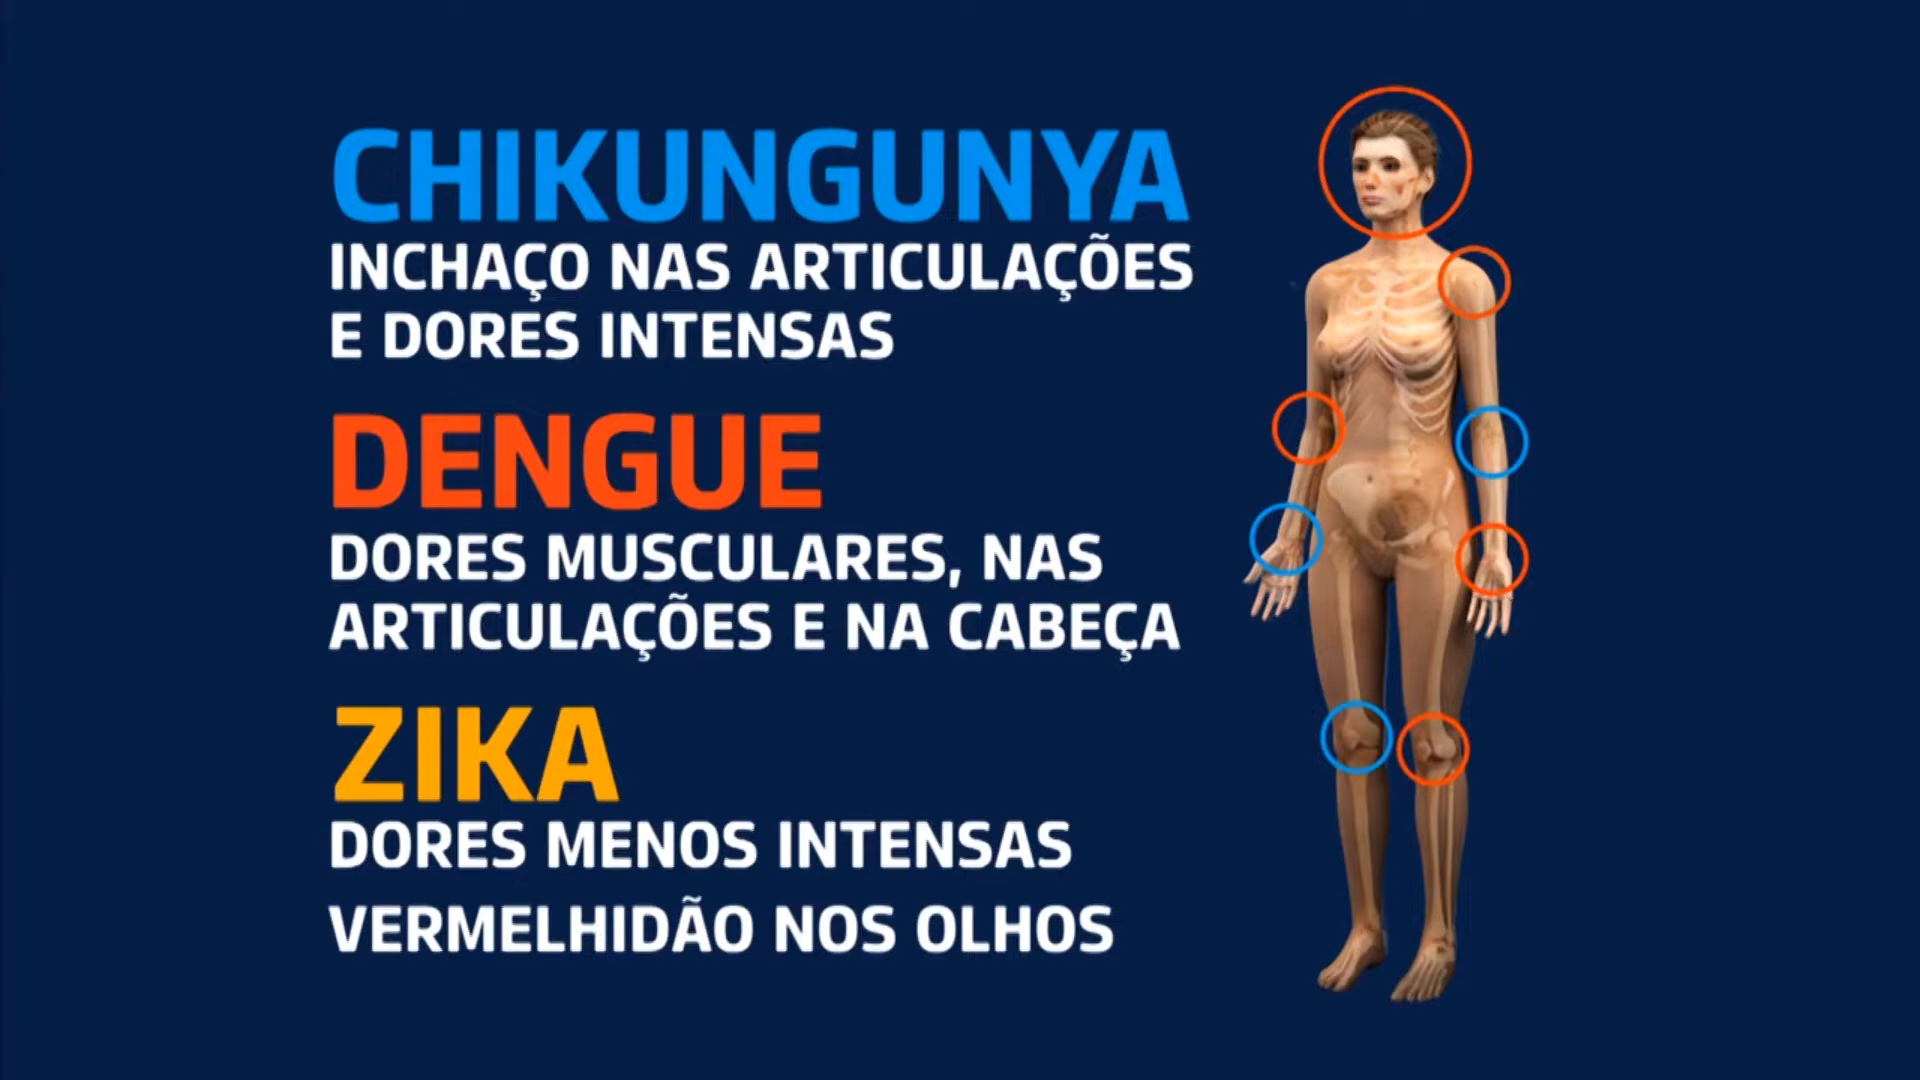 CHIKUNGUNYA
INCHAÇO NAS ARTICULAÇÕES
E DORES INTENSAS
DENGUE
DORES MUSCULARES, NAS
ARTICULAÇÕES E NA CABEÇA
ZIKA
DORES MENOS INTENSAS
VERMELHIDÃO NOS OLHOS